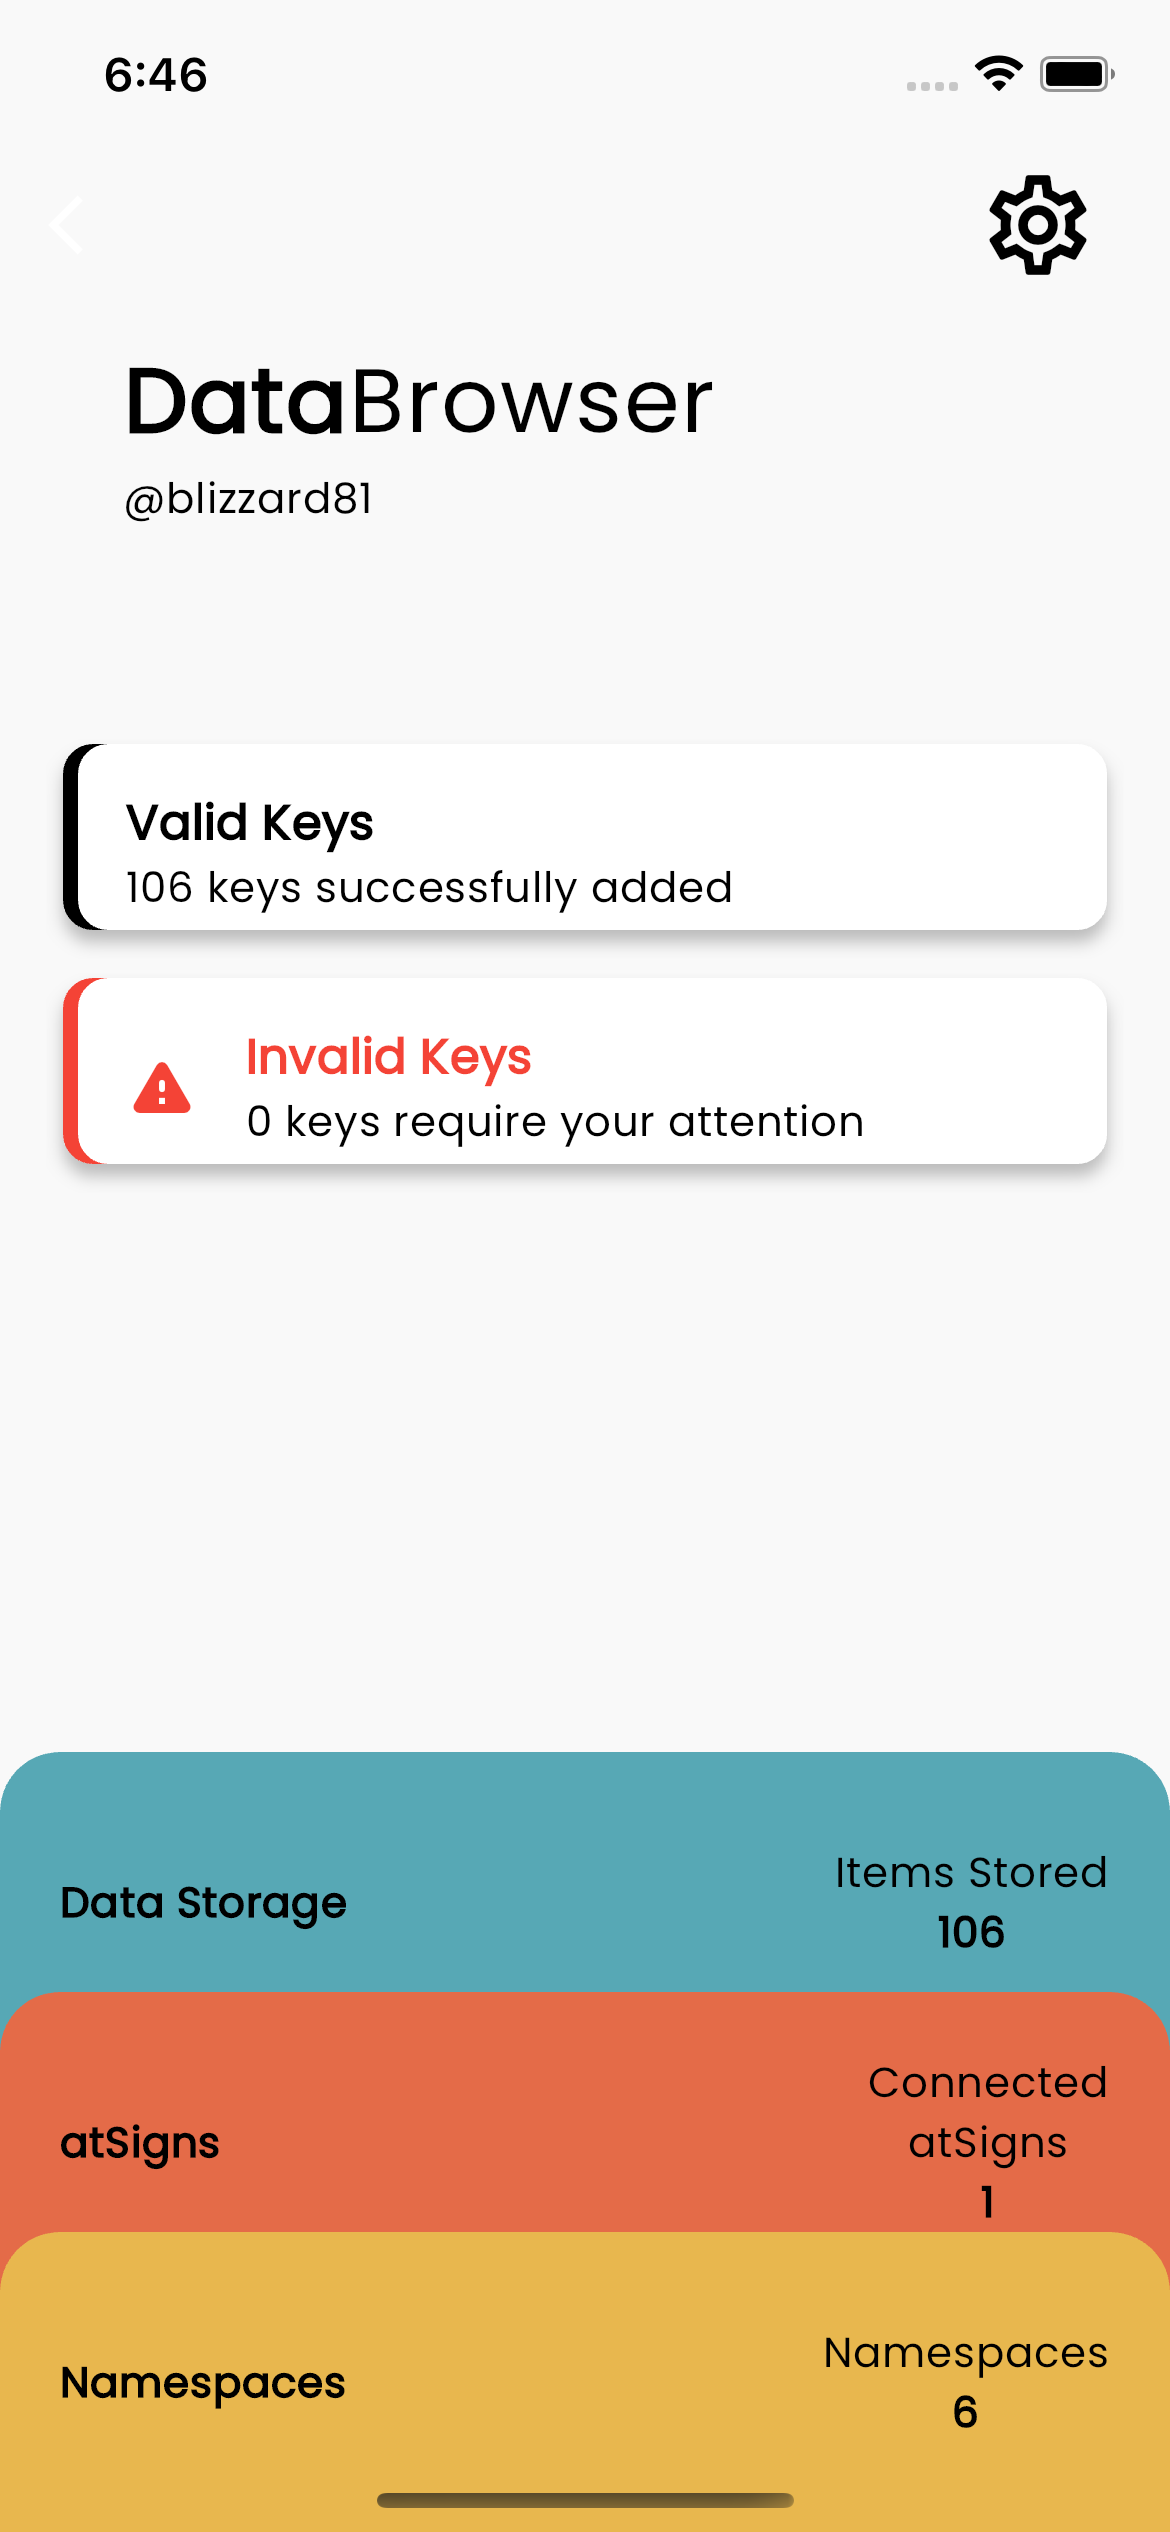 6:46
DataBrowser
@blizzard81
Valid Keys
106 keys successfully added
Invalid Keys
0 keys require your attention
Data Storage
Items Stored
106
atSigns
Connected
atSigns
1
Namespaces
Namespaces
6